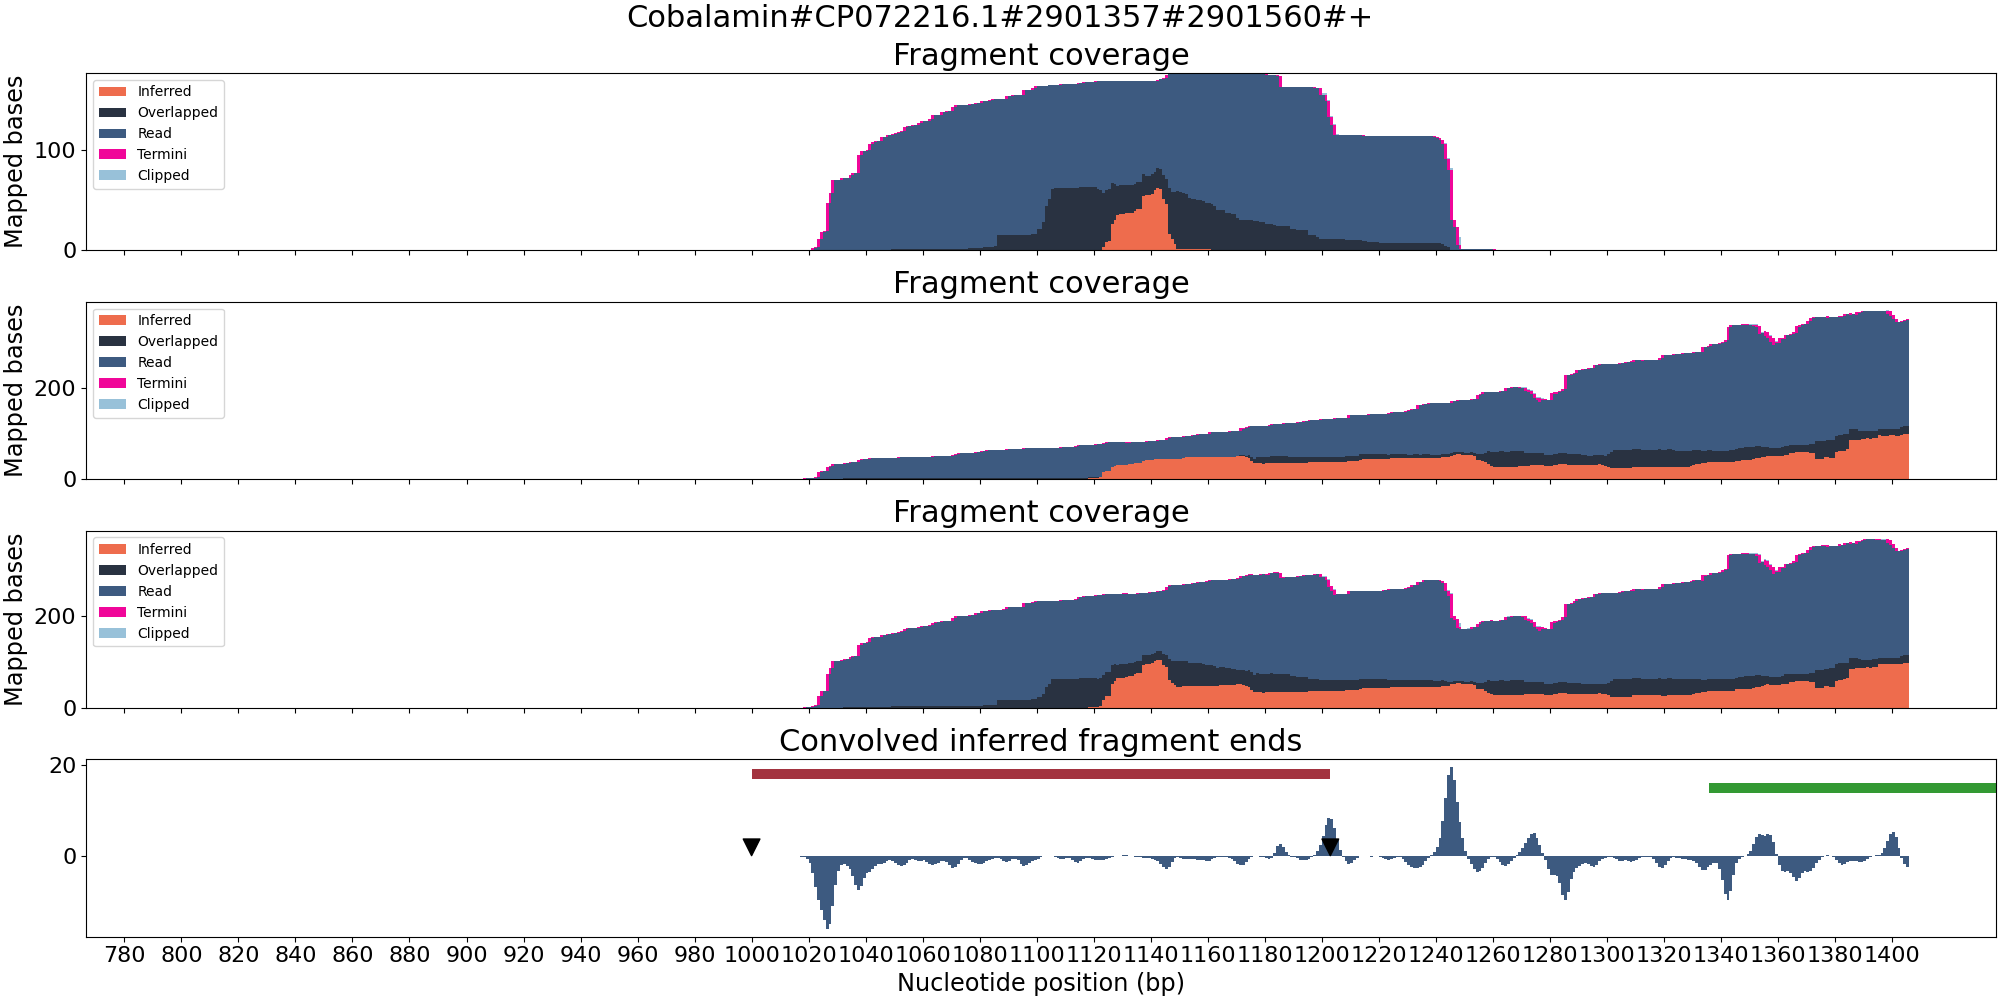 Cobalamin#CP072216.1#2901357#2901560#+
Fragment coverage
Mapped bases
100
0
Inferred
Overlapped
Read
Termini
Clipped
Fragment coverage
Mapped bases
200
0
Inferred
Overlapped
Read
Termini
Clipped
Fragment coverage
Mapped bases
200
0
Inferred
Overlapped
Read
Termini
Clipped
Convolved inferred fragment ends
20
0
780 800 820 840 860 880 900 920 940 960 980 1000 1020 1040 1060 1080 1100 1120 1140 1160 1180 1200 1220 1240 1260 1280 1300 1320 1340 1360 1380 1400
Nucleotide position (bp)